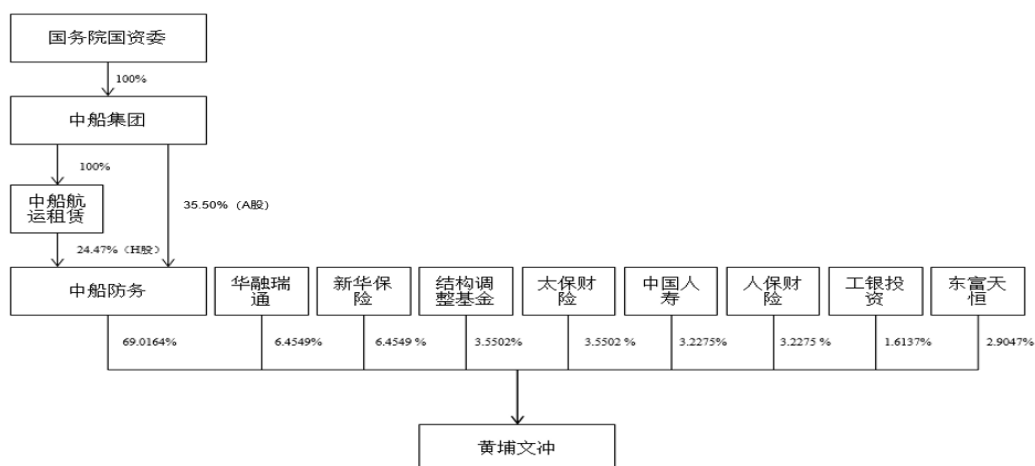 国务院国资委
100%
中船集团
100%
35.50%（A股）
中船航
运租赁
24.47%（H股）
中船防务
华融瑞
通
新华保
险
结构调
整基金
太保财
险
中国人
寿
人保财
险
工银投
资
东富天
恒
69.0164%
6.4549%
6.4549 %
3.5502%
3.5502 %
3.2275%
3.2275 %
1.6137%
2.9047%
黄埔文冲